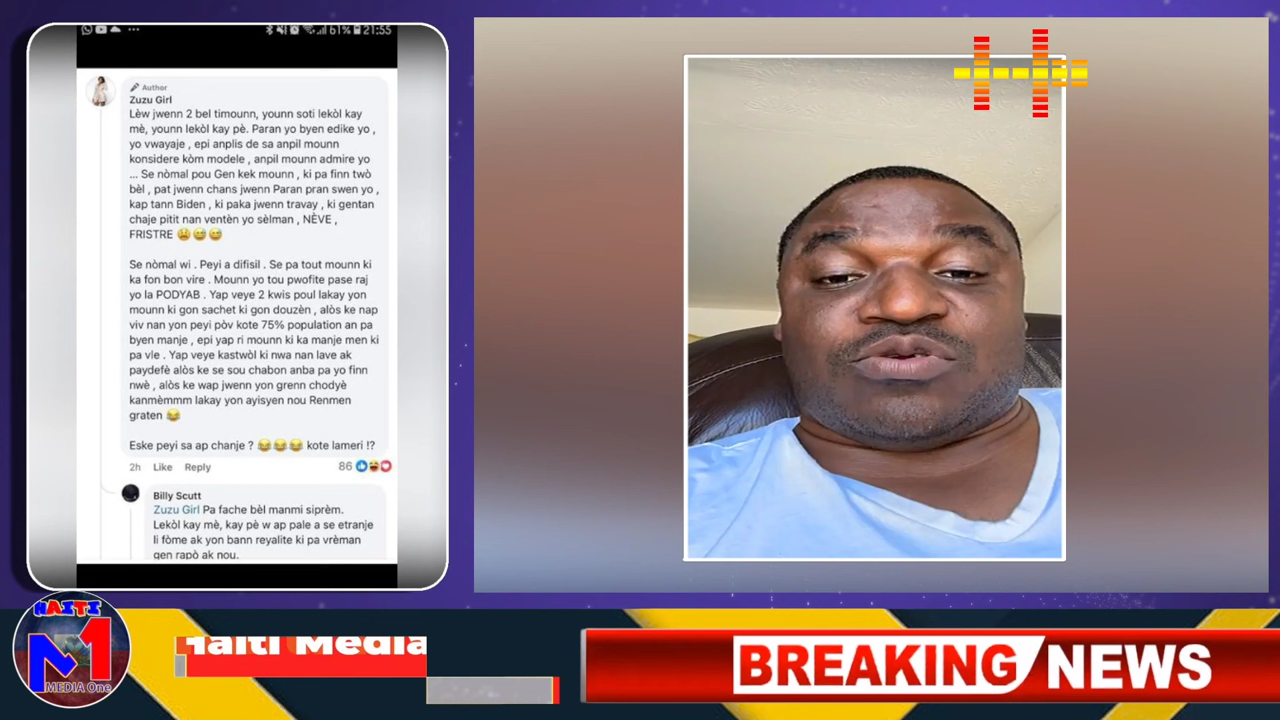 61% 21:55
Author
Zuzu Girl
Lèw jwenn 2 bel timounn, younn soti lekòl kay
mè, younn lekòl kay pè. Paran yo byen edike yo ,
yo vwayaje , epi anplis de sa anpil mounn
konsidere kòm modele , anpil mounn admire yo
... Se nòmal pou Gen kek mounn , ki pa finn twò
bèl , pat jwenn chans jwenn Paran pran swen yo ,
kap tann Biden , ki paka jwenn travay , ki gentan
chaje pitit nan ventèn yo sèlman , NÈVE ,
FRISTRE 😩😅😅
Se nòmal wi . Peyi a difisil . Se pa tout mounn ki
ka fon bon vire . Mounn yo tou pwofite pase raj
yo la PODYAB . Yap veye 2 kwis poul lakay yon
mounn ki gon sachet ki gon douzèn , alòs ke nap
viv nan yon peyi pòv kote 75% population an pa
byen manje , epi yap ri mounn ki ka manje men ki
pa vle . Yap veye kastwòl ki nwa nan lave ak
paydefè alòs ke se sou chabon anba pa yo finn
nwè , alòs ke wap jwenn yon grenn chodyè
kanmèmmm lakay yon ayisyen nou Renmen
graten 😂
Eske peyi sa ap chanje ? 😂😂😂 kote lameri !?
2h Like Reply 86
Billy Scutt
Zuzu Girl Pa fache bèl manmi siprèm.
Lekòl kay mè, kay pè w ap pale a se etranje
li fòme ak yon bann reyalite ki pa vrèman
gen rapò ak nou.
HAITI
M1
MEDIA One
Haiti Media
BREAKING NEWS